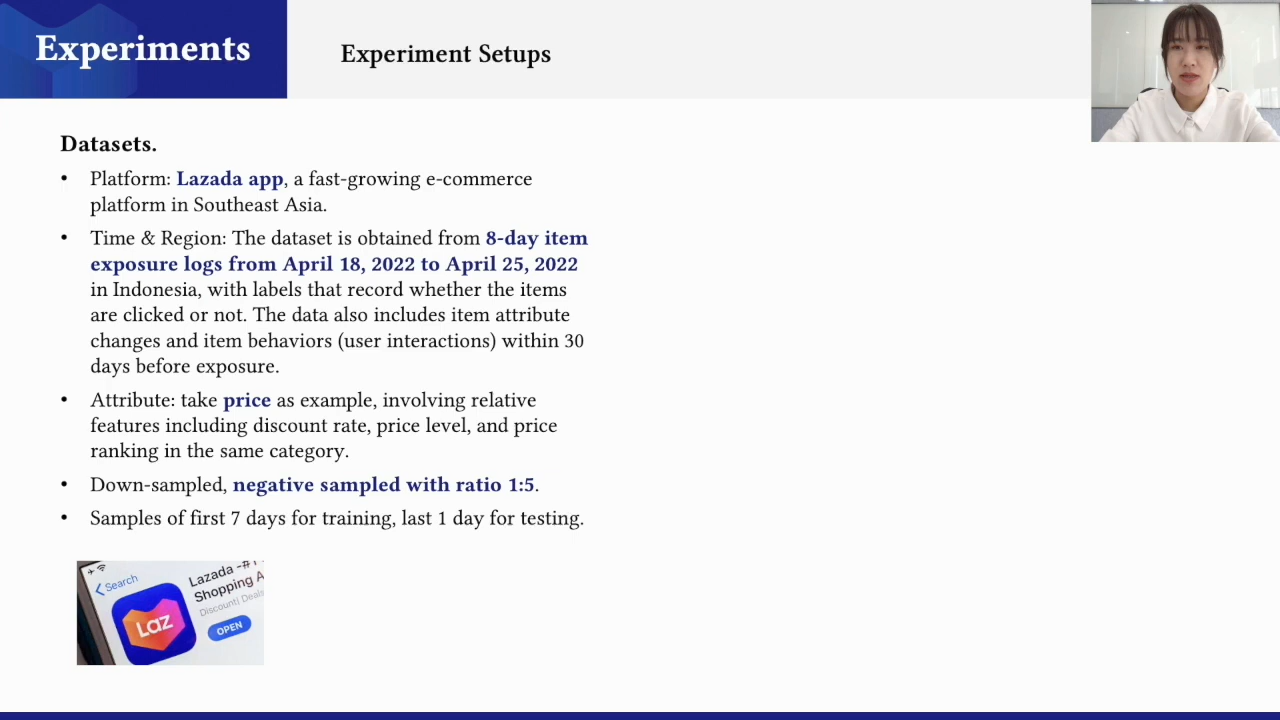 Experiments
Experiment Setups
Datasets.
• Platform: Lazada app, a fast-growing e-commerce
platform in Southeast Asia.
• Time & Region: The dataset is obtained from 8-day item
exposure logs from April 18, 2022 to April 25, 2022
in Indonesia, with labels that record whether the items
are clicked or not. The data also includes item attribute
changes and item behaviors (user interactions) within 30
days before exposure.
• Attribute: take price as example, involving relative
features including discount rate, price level, and price
ranking in the same category.
• Down-sampled, negative sampled with ratio 1:5.
• Samples of first 7 days for training, last 1 day for testing.
Search
Lazada -#1
Shopping A
Discount| Deals
OPEN
Laz